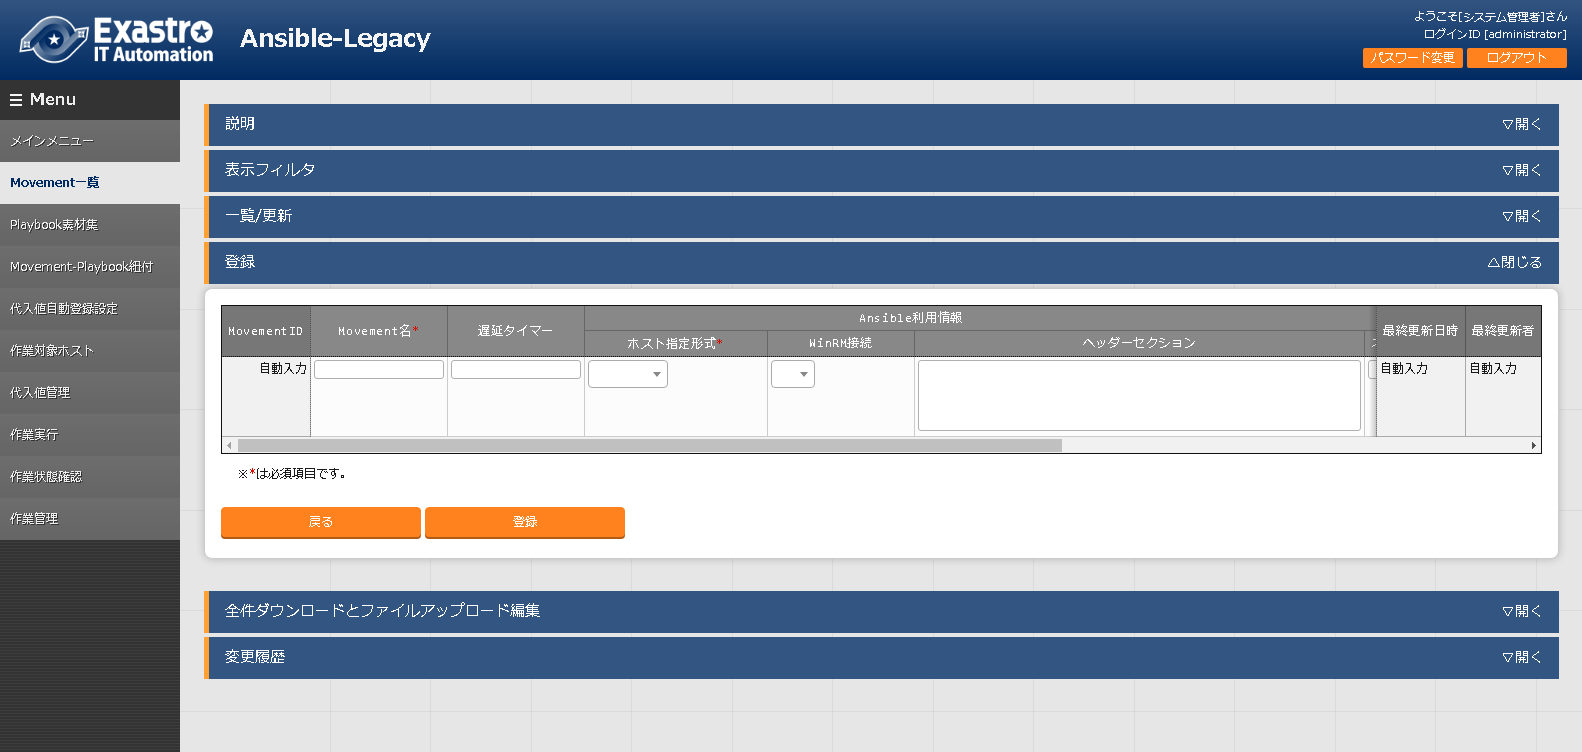 Exastro
IT Automation
Ansible-Legacy
ようこそ[システム管理者]さん
ログインID [administrator]
パスワード変更
ログアウト
Menu
メインメニュー
Movement一覧
Playbook素材集
Movement-Playbook紐付
代入値自動登録設定
作業対象ホスト
代入値管理
作業実行
作業状態確認
作業管理
説明
▽開く
表示フィルタ
▽開く
一覧/更新
▽開く
登録
△閉じる
MovementID
Movement名*
遅延タイマー
Ansible利用情報
ホスト指定形式*
WinRM接続
ヘッダーセクション
最終更新日時
最終更新者
自動入力
自動入力
自動入力
※*は必須項目です。
戻る
登録
全件ダウンロードとファイルアップロード編集
▽開く
変更履歴
▽開く